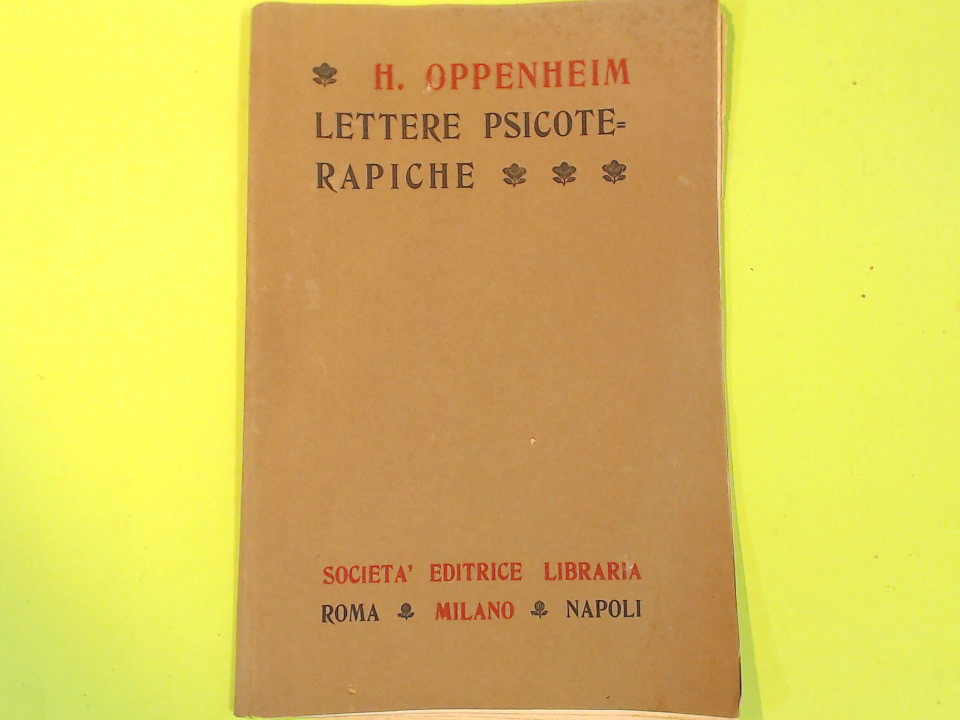 H. OPPENHEIM
LETTERE PSICOTE=
RAPICHE
SOCIETA' EDITRICE LIBRARIA
ROMA MILANO NAPOLI